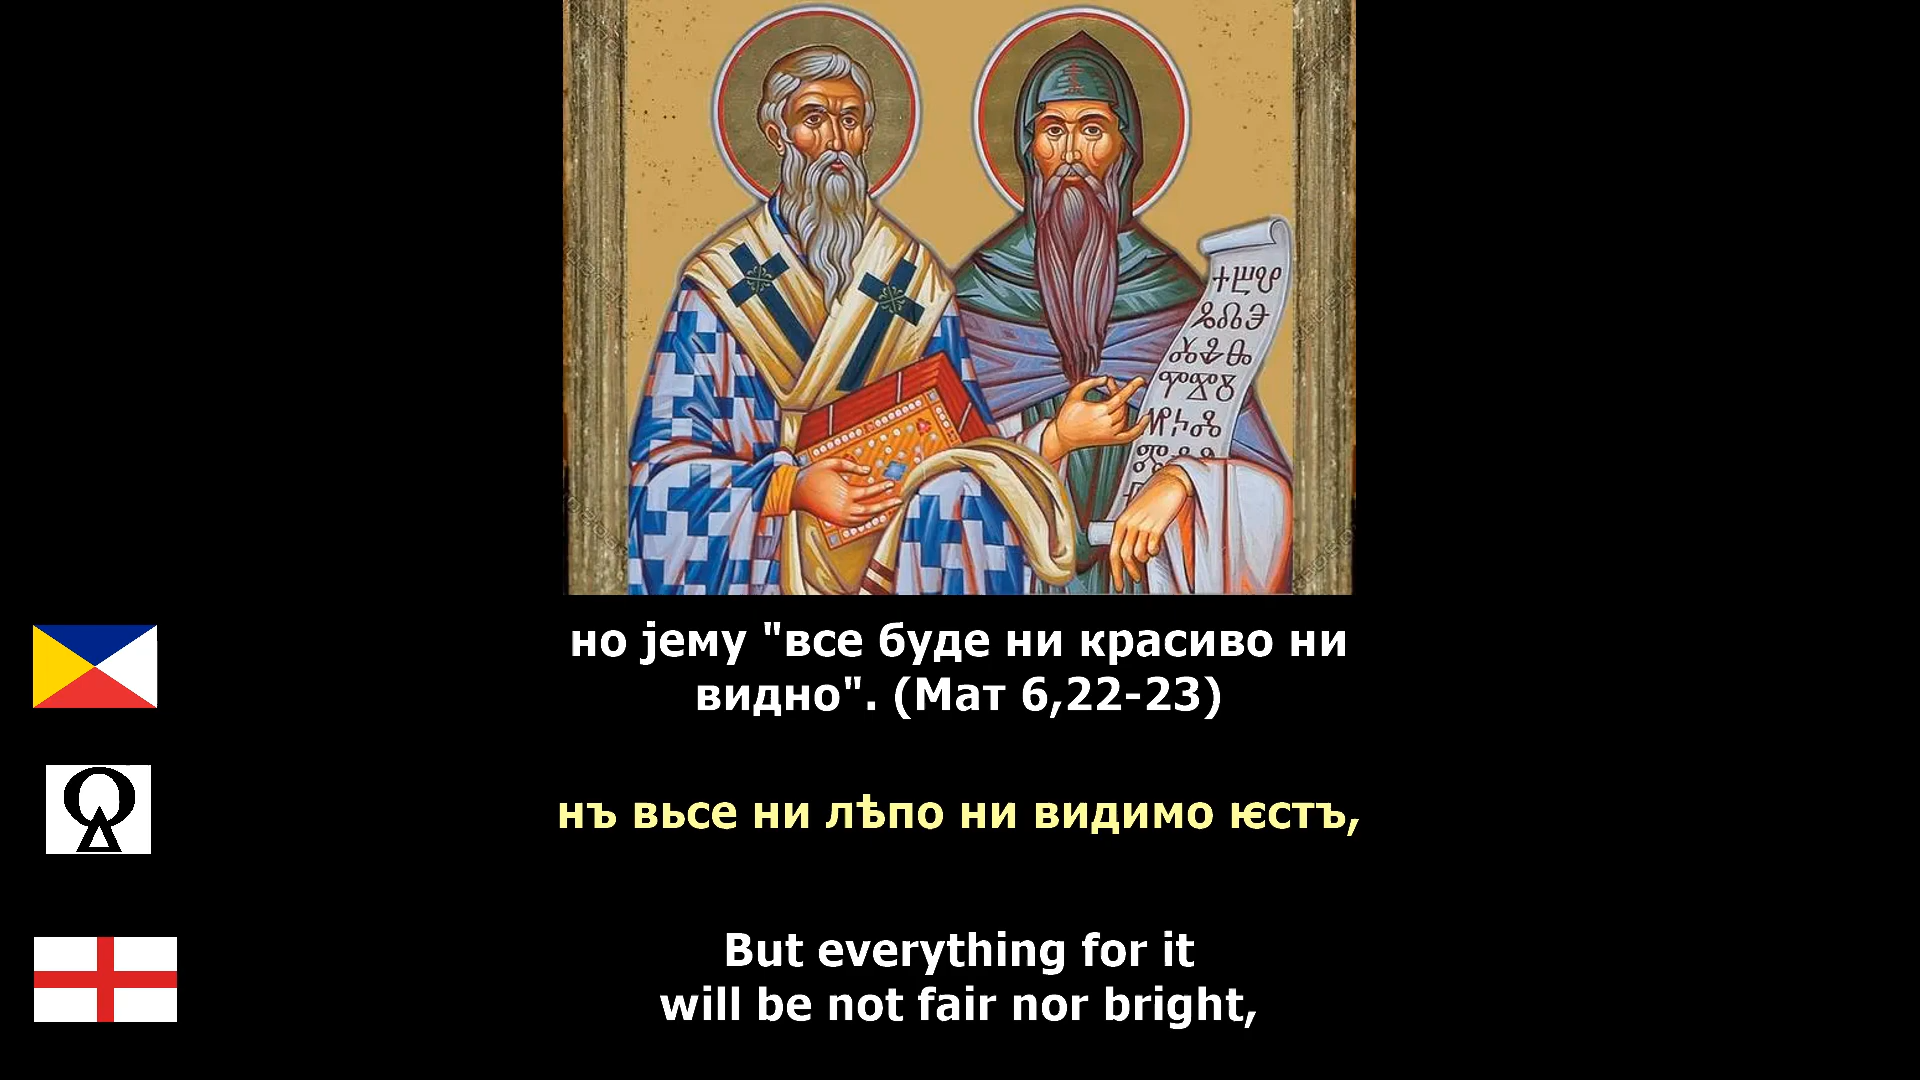 но јему "все буде ни красиво ни
видно". (Мат 6,22-23)
нъ вьсе ни лѣпо ни видимо ѥстъ,
But everything for it
will be not fair nor bright,